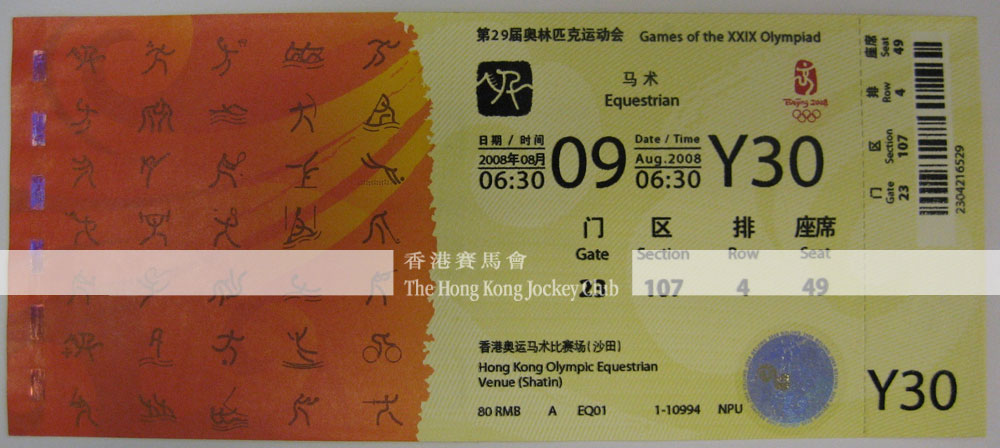 第29届奥林匹克运动会 Games of the XXIX Olympiad
马术
Equestrian
Beijing 2008
日期 / 时间
2008年08月
06:30
09
Date / Time
Aug.2008
06:30
Y30
门 区 排 座席
Gate Section Row Seat
23 107 4 49
香港賽馬會
The Hong Kong Jockey Club
香港奥运马术比赛场(沙田)
Hong Kong Olympic Equestrian
Venue (Shatin)
80 RMB A EQ01 1-10994 NPU
座席
Seat
49
排
Row
4
区
Section
107
门
Gate
23
2304216529
Y30